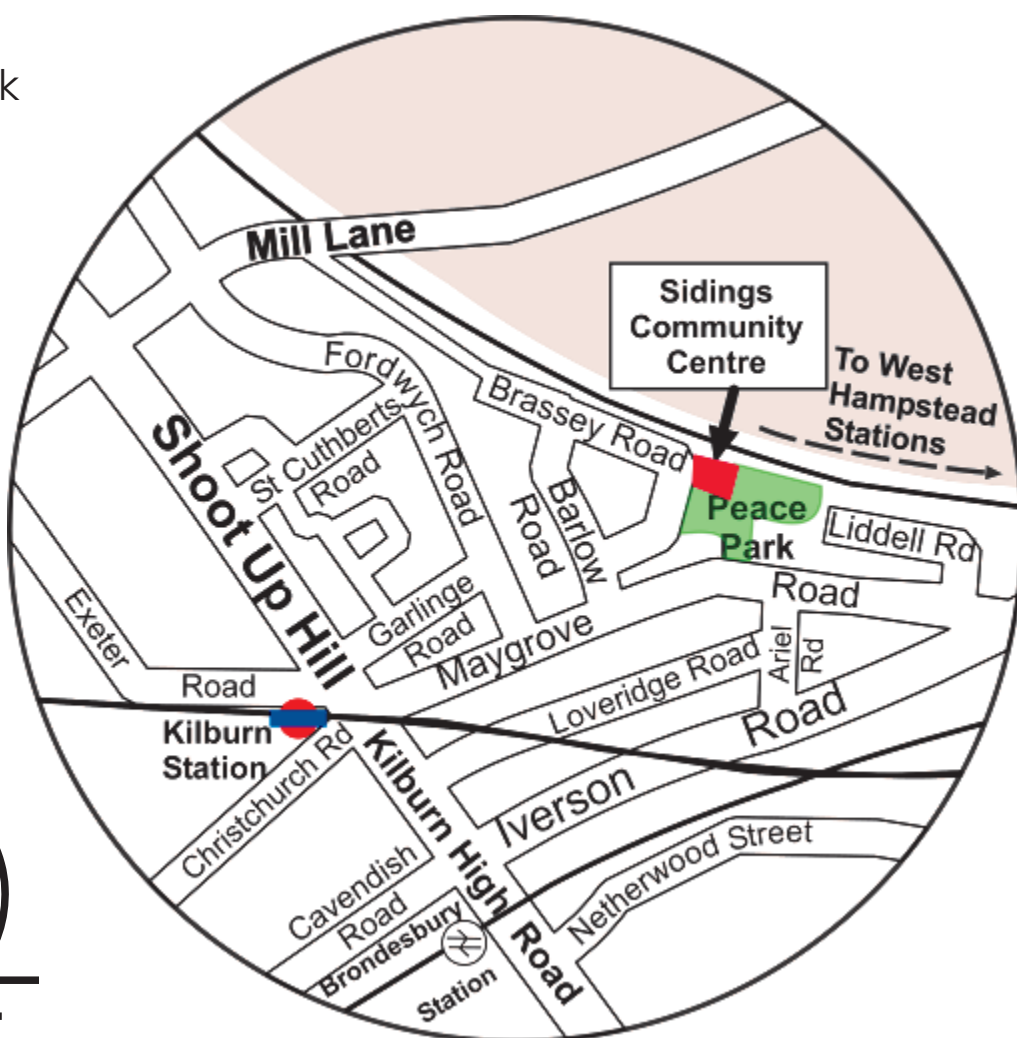 k
Mill Lane
Sidings
Community
Centre
To West
Hampstead
Stations
Fordwych Road
Brassey Road
St Cuthberts
Road
Shoot Up Hill
Barlow
Road
Peace
Park
Liddell Rd
Road
Garlinge
Road
Maygrove
Ariel
Rd
Exeter
Road
Loveridge Road
Road
Kilburn
Station
Christchurch Rd
Kilburn High
Road
Iverson
Netherwood Street
Cavendish
Road
Brondesbury
Station